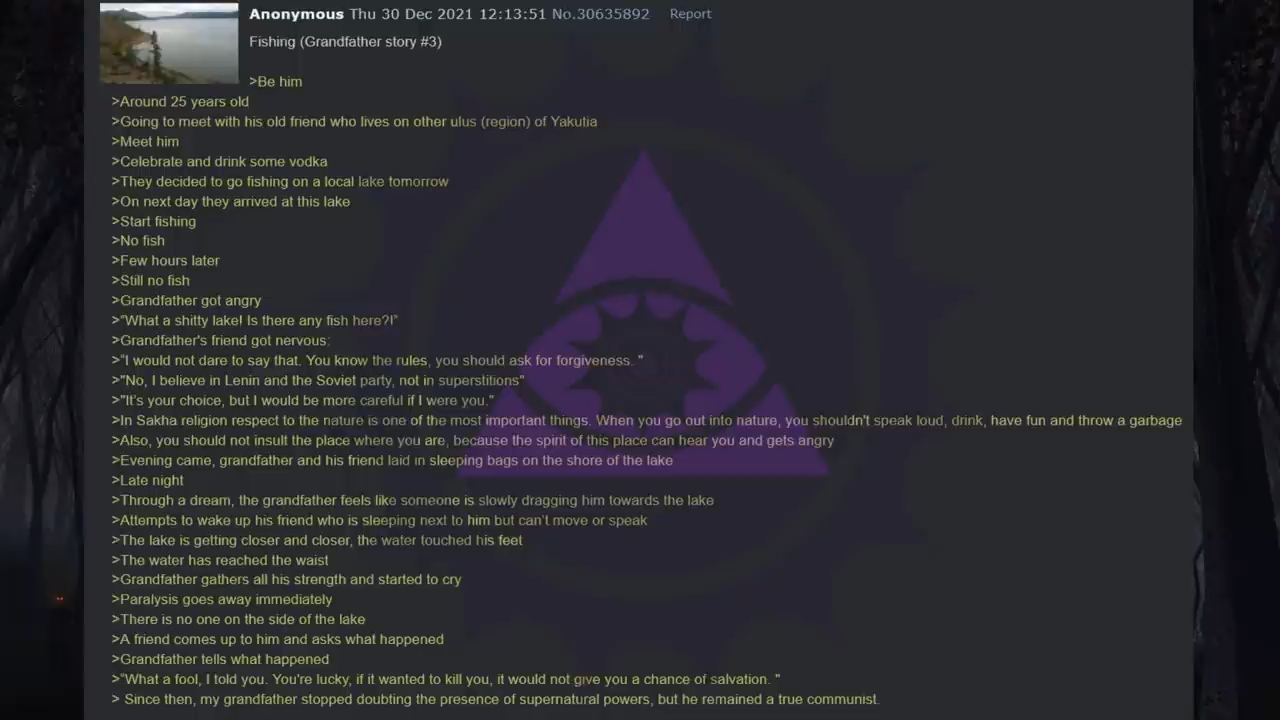 Anonymous Thu 30 Dec 2021 12:13:51 No.30635892 Report
Fishing (Grandfather story #3)
>Be him
>Around 25 years old
>Going to meet with his old friend who lives on other ulus (region) of Yakutia
>Meet him
>Celebrate and drink some vodka
>They decided to go fishing on a local lake tomorrow
>On next day they arrived at this lake
>Start fishing
>No fish
>Few hours later
>Still no fish
>Grandfather got angry
>"What a shitty lake! Is there any fish here?!"
>Grandfather's friend got nervous:
>"I would not dare to say that. You know the rules, you should ask for forgiveness. "
>"No, I believe in Lenin and the Soviet party, not in superstitions"
>"It's your choice, but I would be more careful if I were you."
>In Sakha religion respect to the nature is one of the most important things. When you go out into nature, you shouldn't speak loud, drink, have fun and throw a garbage
>Also, you should not insult the place where you are, because the spirit of this place can hear you and gets angry
>Evening came, grandfather and his friend laid in sleeping bags on the shore of the lake
>Late night
>Through a dream, the grandfather feels like someone is slowly dragging him towards the lake
>Attempts to wake up his friend who is sleeping next to him but can't move or speak
>The lake is getting closer and closer, the water touched his feet
>The water has reached the waist
>Grandfather gathers all his strength and started to cry
>Paralysis goes away immediately
>There is no one on the side of the lake
>A friend comes up to him and asks what happened
>Grandfather tells what happened
>"What a fool, I told you. You're lucky, if it wanted to kill you, it would not give you a chance of salvation. "
> Since then, my grandfather stopped doubting the presence of supernatural powers, but he remained a true communist.